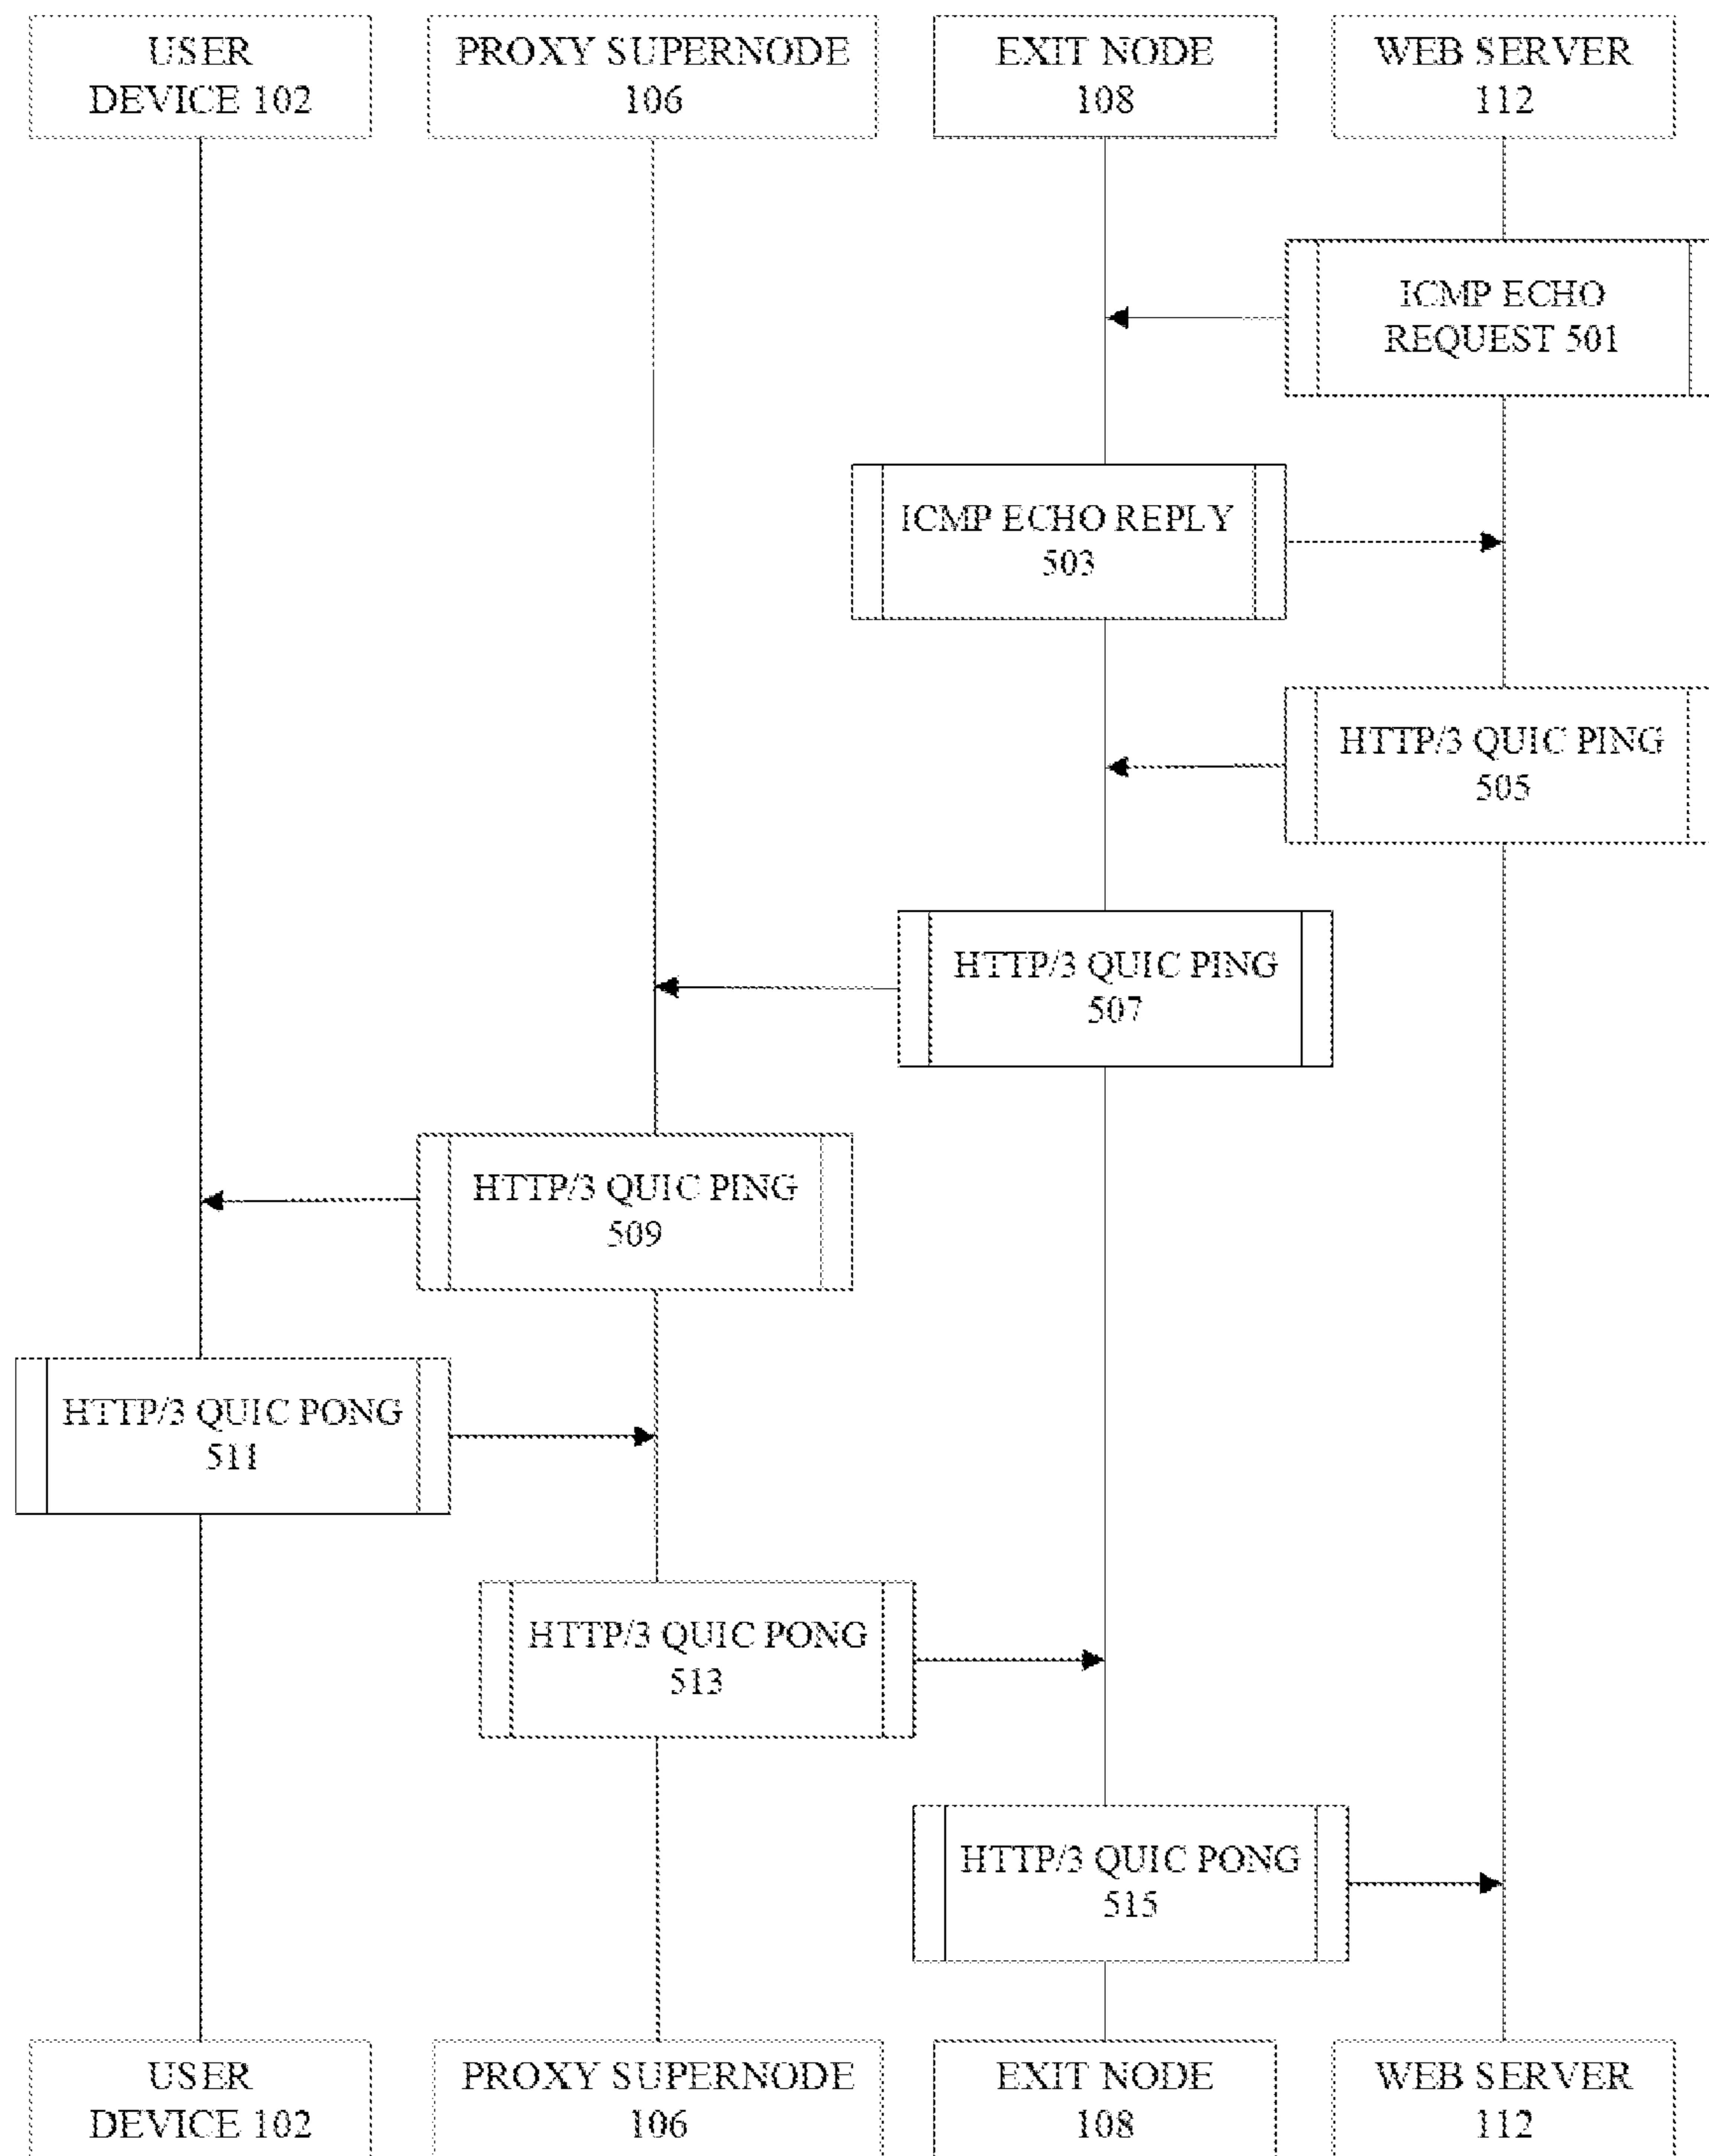 USER
DEVICE 102
PROXY SUPERNODE
106
EXIT NODE
108
WEB SERVER
112
ICMP ECHO
REQUEST 501
ICMP ECHO REPLY
503
HTTP/3 QUIC PING
505
HTTP/3 QUIC PING
507
HTTP/3 QUIC PING
509
HTTP/3 QUIC PONG
511
HTTP/3 QUIC PONG
513
HTTP/3 QUIC PONG
515
USER
DEVICE 102
PROXY SUPERNODE
106
EXIT NODE
108
WEB SERVER
112